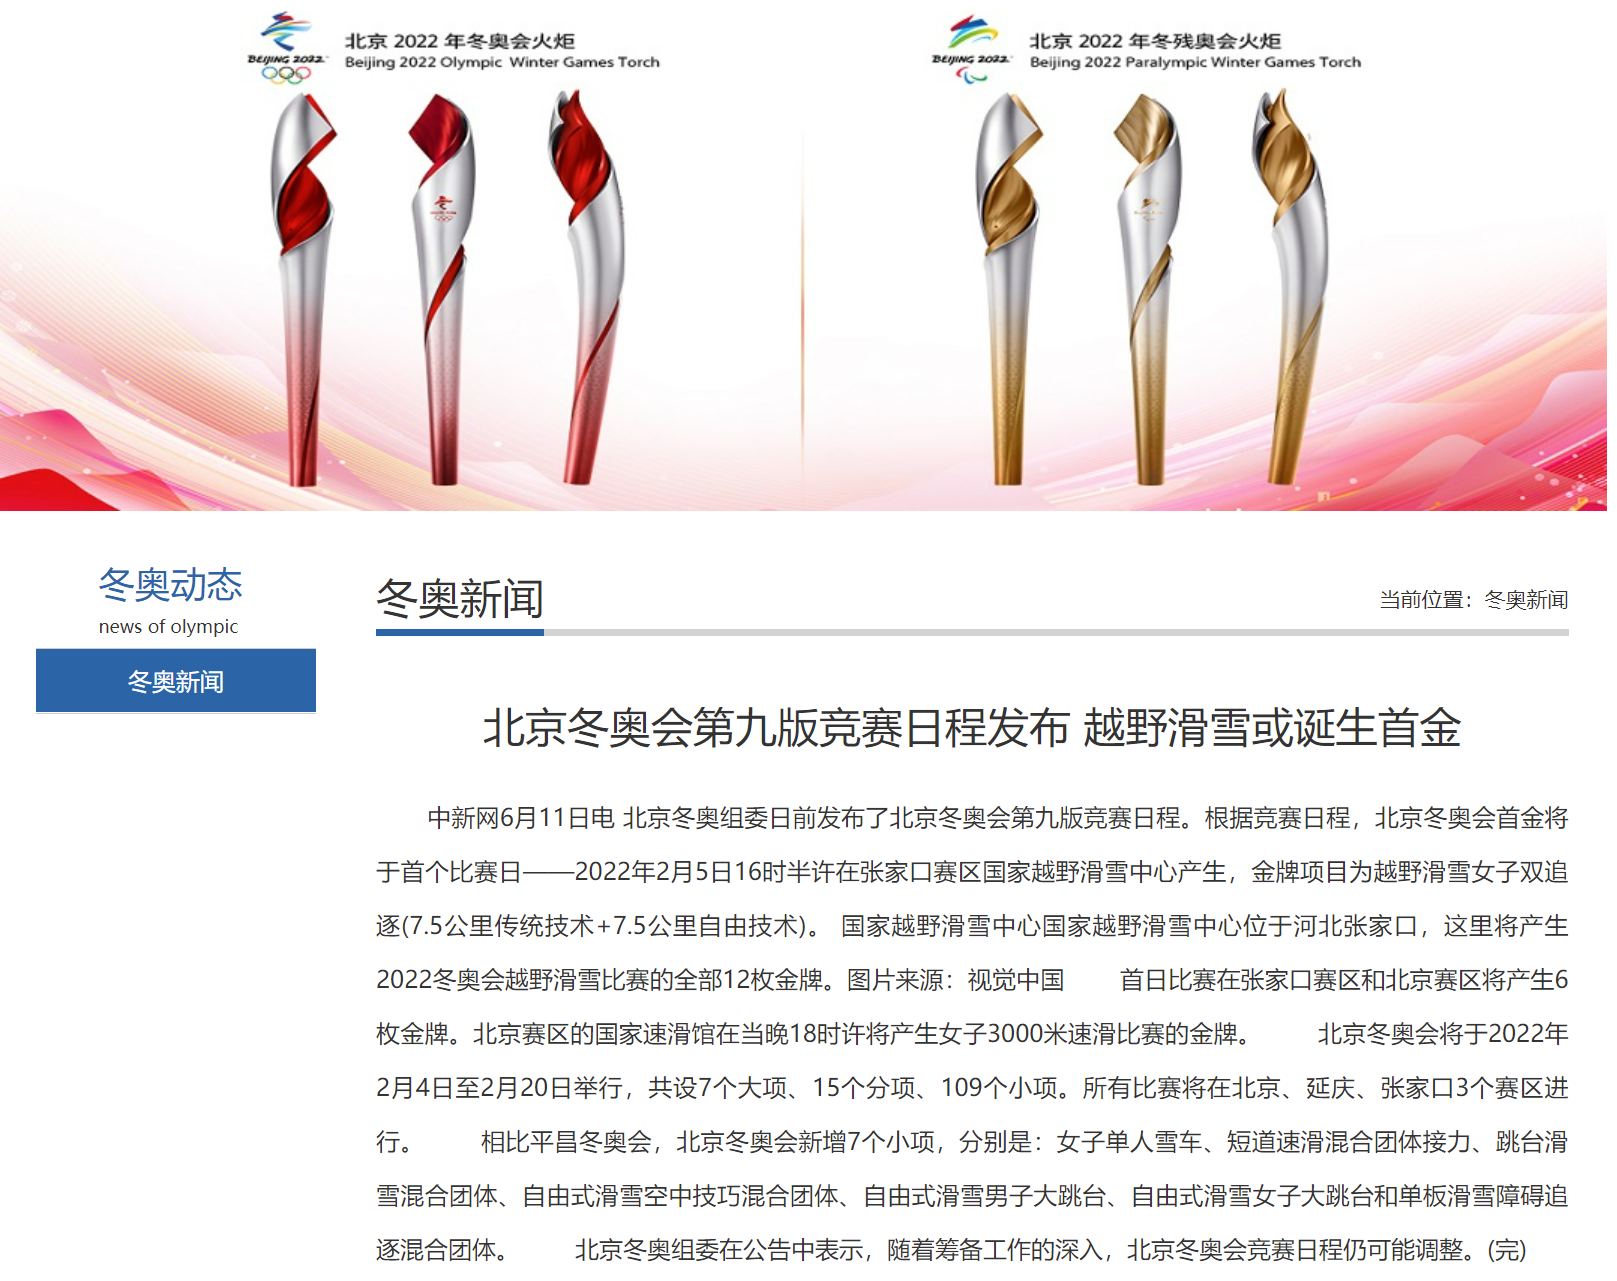 BEIJING 2022
北京 2022 年冬奥会火炬
Beijing 2022 Olympic Winter Games Torch
BEIJING 2022
北京 2022 年冬残奥会火炬
Beijing 2022 Paralympic Winter Games Torch
冬奥动态
news of olympic
冬奥新闻
冬奥新闻
当前位置：冬奥新闻
北京冬奥会第九版竞赛日程发布 越野滑雪或诞生首金
中新网6月11日电 北京冬奥组委日前发布了北京冬奥会第九版竞赛日程。根据竞赛日程，北京冬奥会首金将
于首个比赛日——2022年2月5日16时半许在张家口赛区国家越野滑雪中心产生，金牌项目为越野滑雪女子双追
逐(7.5公里传统技术+7.5公里自由技术)。 国家越野滑雪中心国家越野滑雪中心位于河北张家口，这里将产生
2022冬奥会越野滑雪比赛的全部12枚金牌。图片来源：视觉中国 首日比赛在张家口赛区和北京赛区将产生6
枚金牌。北京赛区的国家速滑馆在当晚18时许将产生女子3000米速滑比赛的金牌。 北京冬奥会将于2022年
2月4日至2月20日举行，共设7个大项、15个分项、109个小项。所有比赛将在北京、延庆、张家口3个赛区进
行。 相比平昌冬奥会，北京冬奥会新增7个小项，分别是：女子单人雪车、短道速滑混合团体接力、跳台滑
雪混合团体、自由式滑雪空中技巧混合团体、自由式滑雪男子大跳台、自由式滑雪女子大跳台和单板滑雪障碍追
逐混合团体。 北京冬奥组委在公告中表示，随着筹备工作的深入，北京冬奥会竞赛日程仍可能调整。(完)